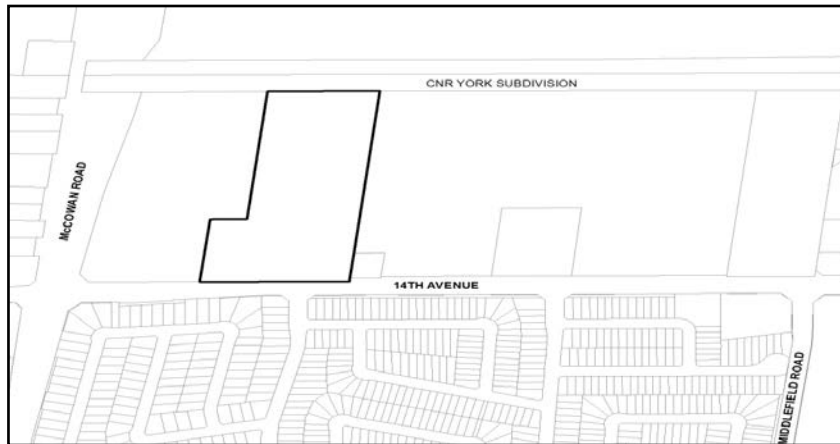 CNR YORK SUBDIVISION
McCOWAN ROAD
14TH AVENUE
MIDDLEFIELD ROAD